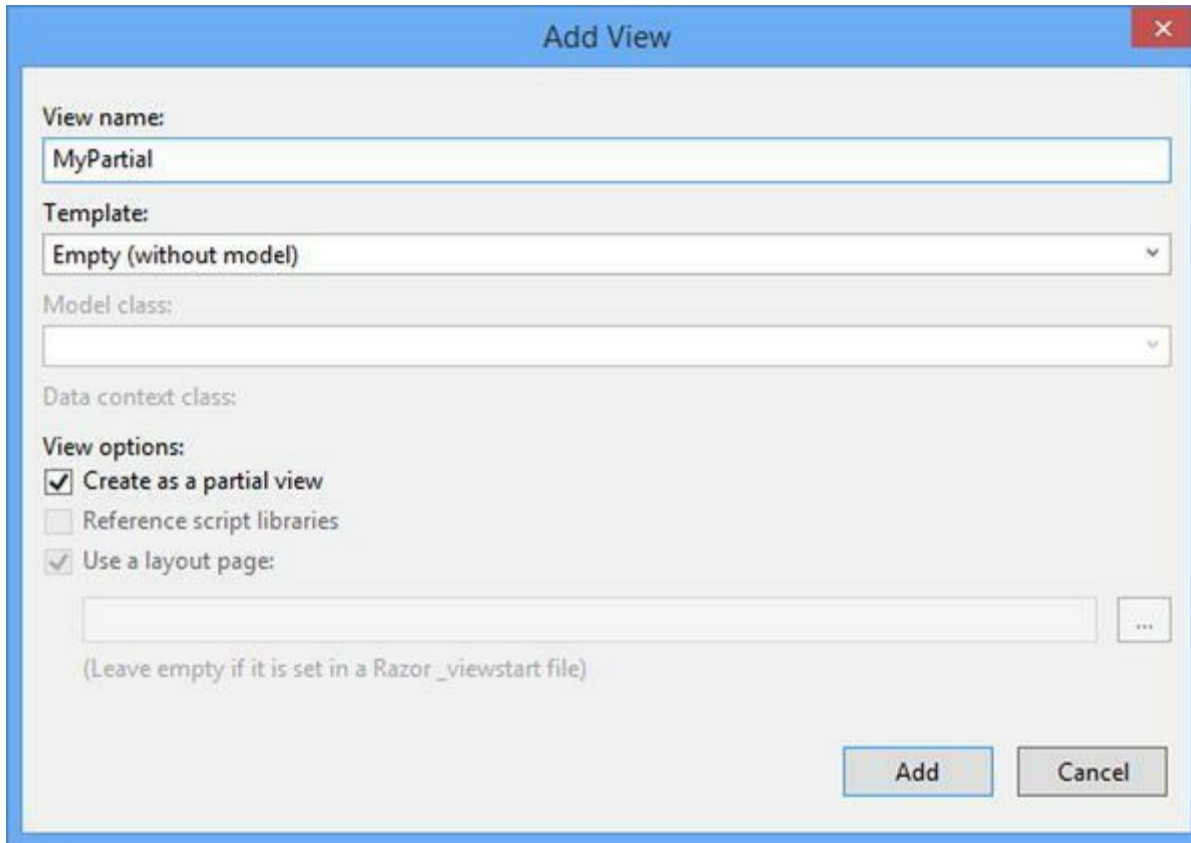 Add View
View name:
MyPartial
Template:
Empty (without model)
Model class:
Data context class:
View options:
Create as a partial view
Reference script libraries
Use a layout page:
...
(Leave empty if it is set in a Razor _viewstart file)
Add Cancel